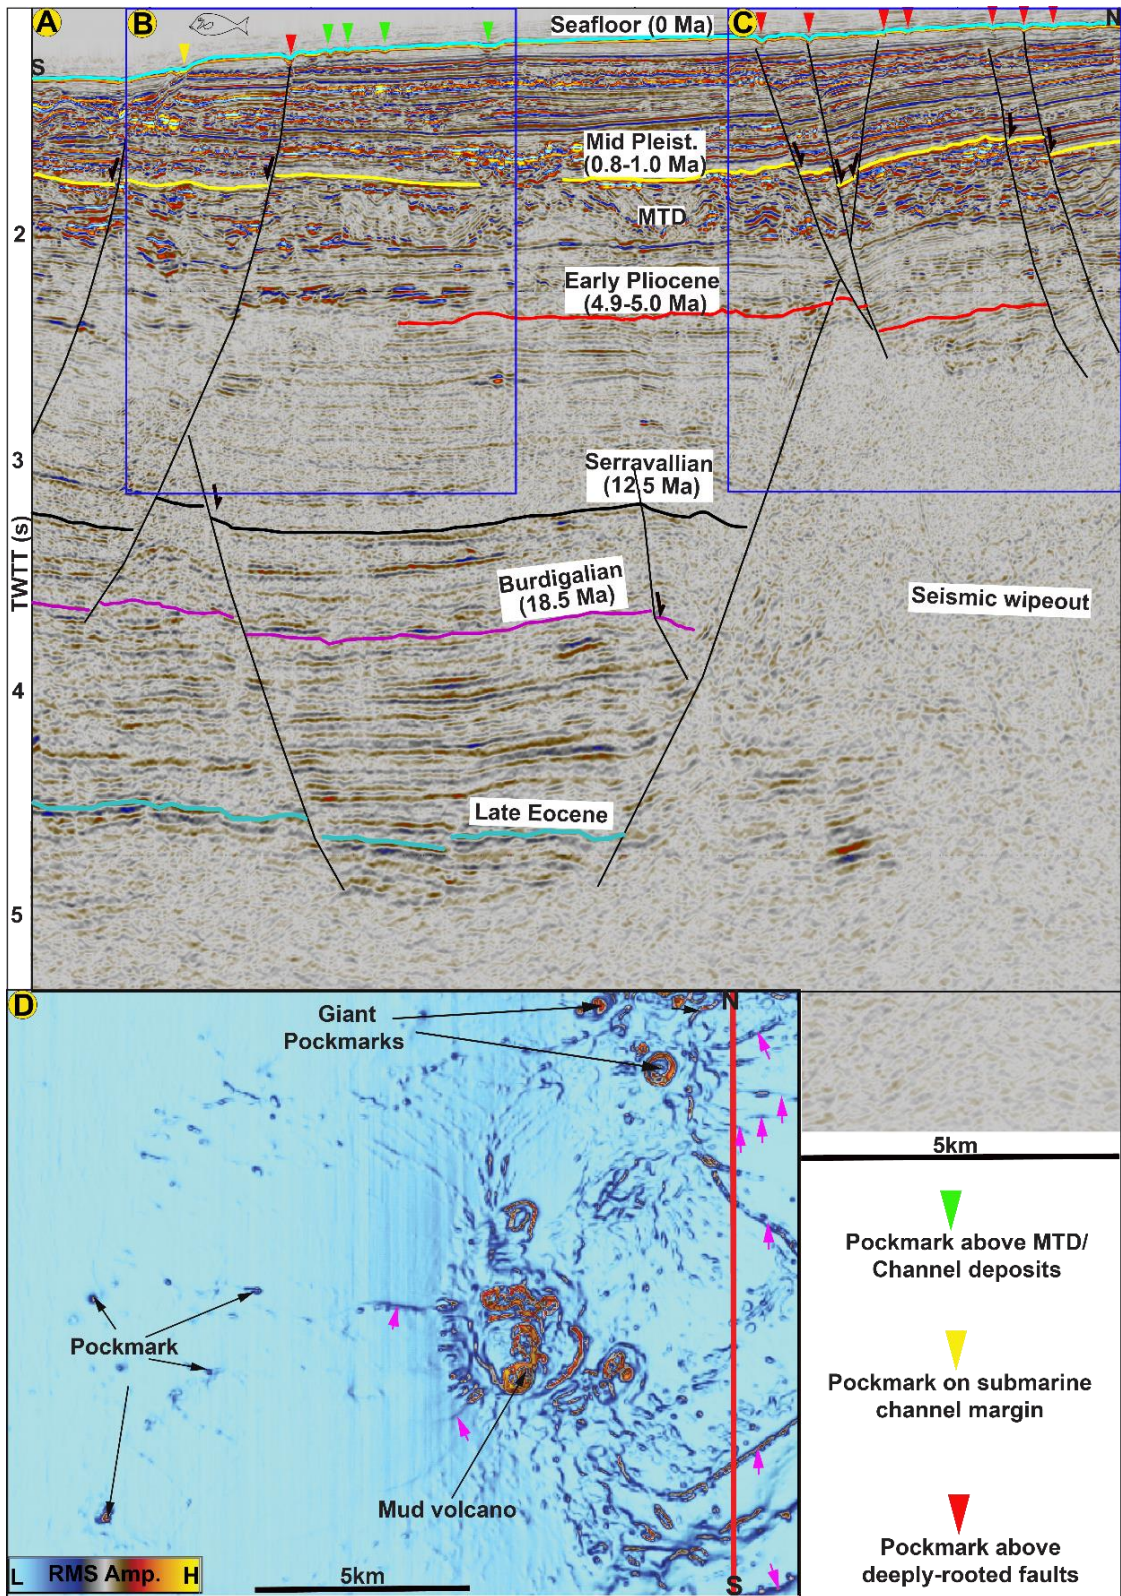 A
B
Seafloor (0 Ma)
C
N
S
Mid Pleist.
(0.8-1.0 Ma)
MTD
2
Early Pliocene
(4.9-5.0 Ma)
3
Serravallian
(12.5 Ma)
TWTT (s)
Burdigalian
(18.5 Ma)
Seismic wipeout
4
Late Eocene
5
D
Giant
Pockmarks
N
5km
Pockmark above MTD/
Channel deposits
Pockmark
Pockmark on submarine
channel margin
Mud volcano
Pockmark above
deeply-rooted faults
L RMS Amp. H
5km
S